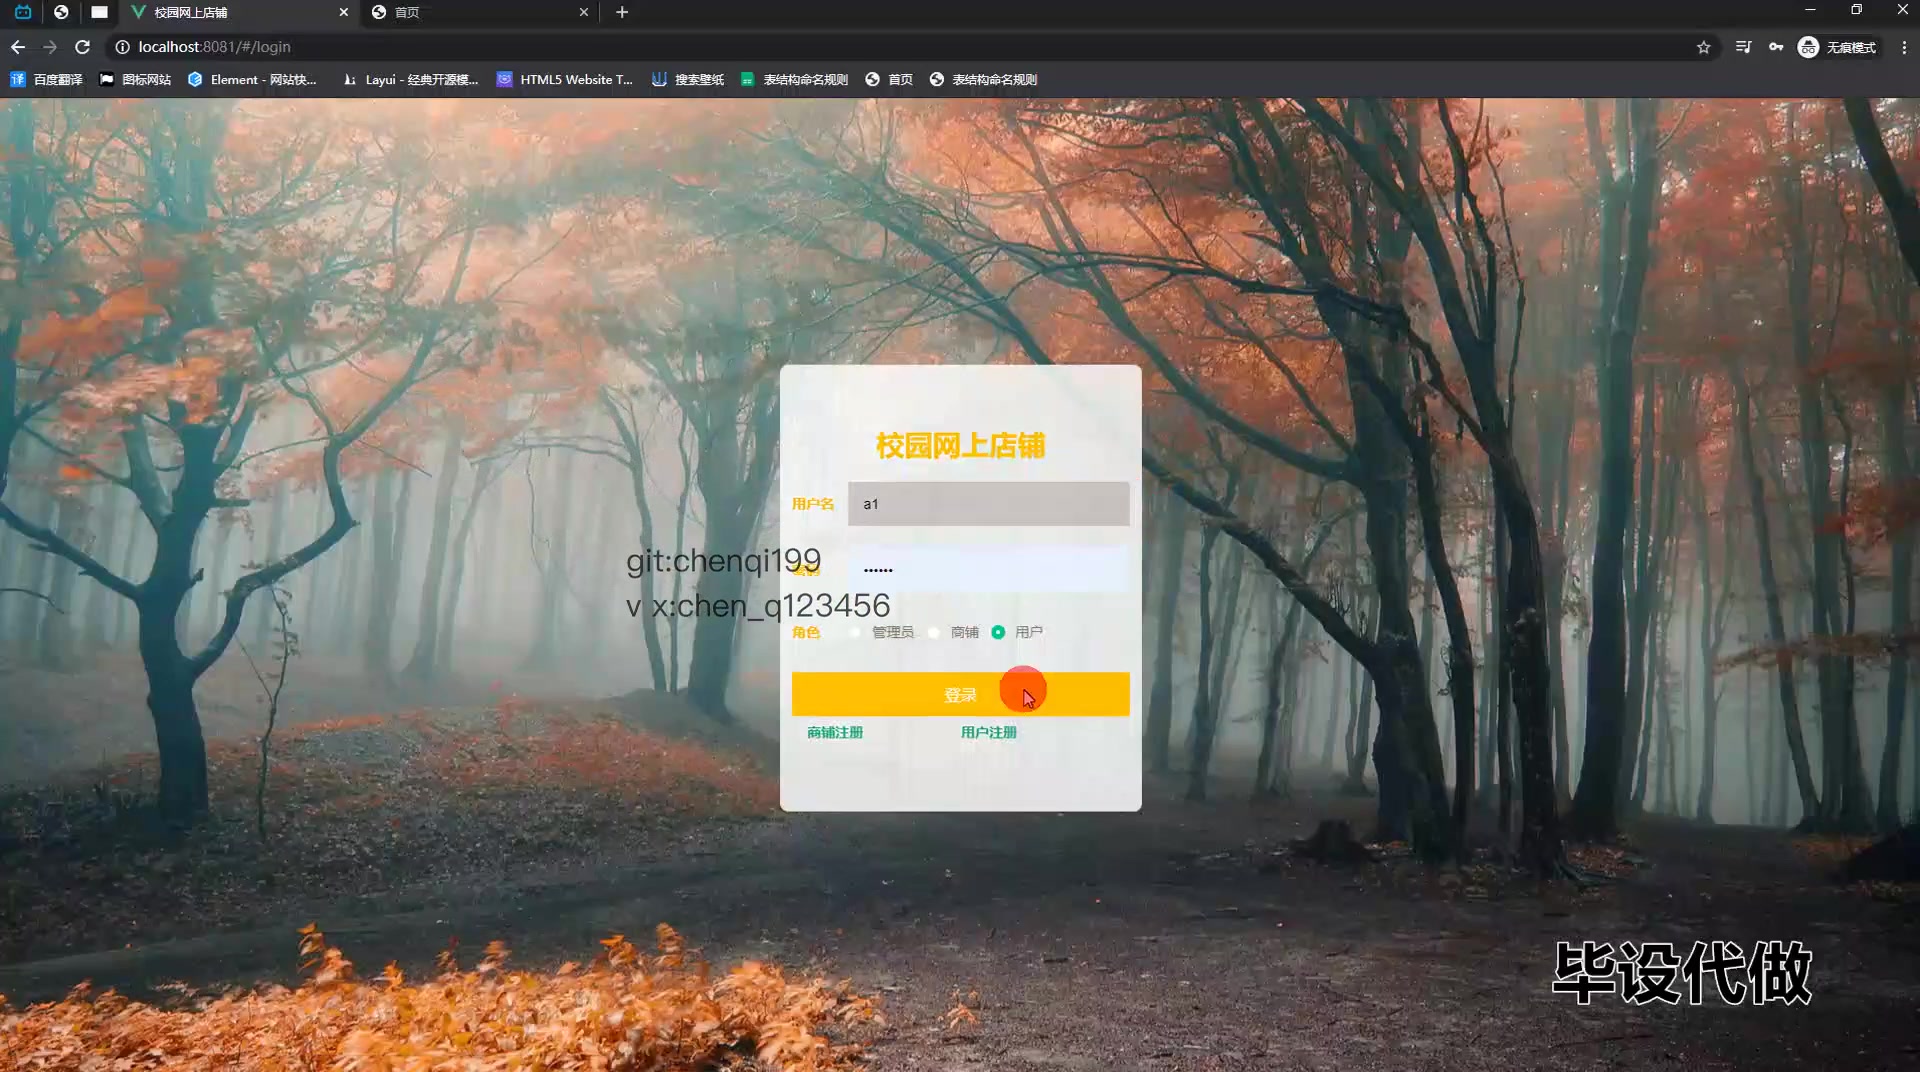 校园网上店铺
首页
localhost:8081/#/login
无痕模式
百度翻译
图标网站
Element - 网站快...
Layui - 经典开源模...
HTML5 Website T...
搜索壁纸
表结构命名规则
首页
表结构命名规则
校园网上店铺
用户名
a1
git:chenqi199
v x:chen_q123456
角色
管理员
商铺
用户
登录
商铺注册
用户注册
毕设代做